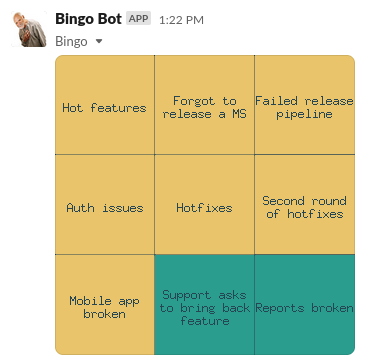 Bingo Bot APP 1:22 PM
Bingo
Hot features
Forgot to
release a MS
Failed release
pipeline
Auth issues
Hotfixes
Second round
of hotfixes
Mobile app
broken
Support asks
to bring back
feature
Reports broken